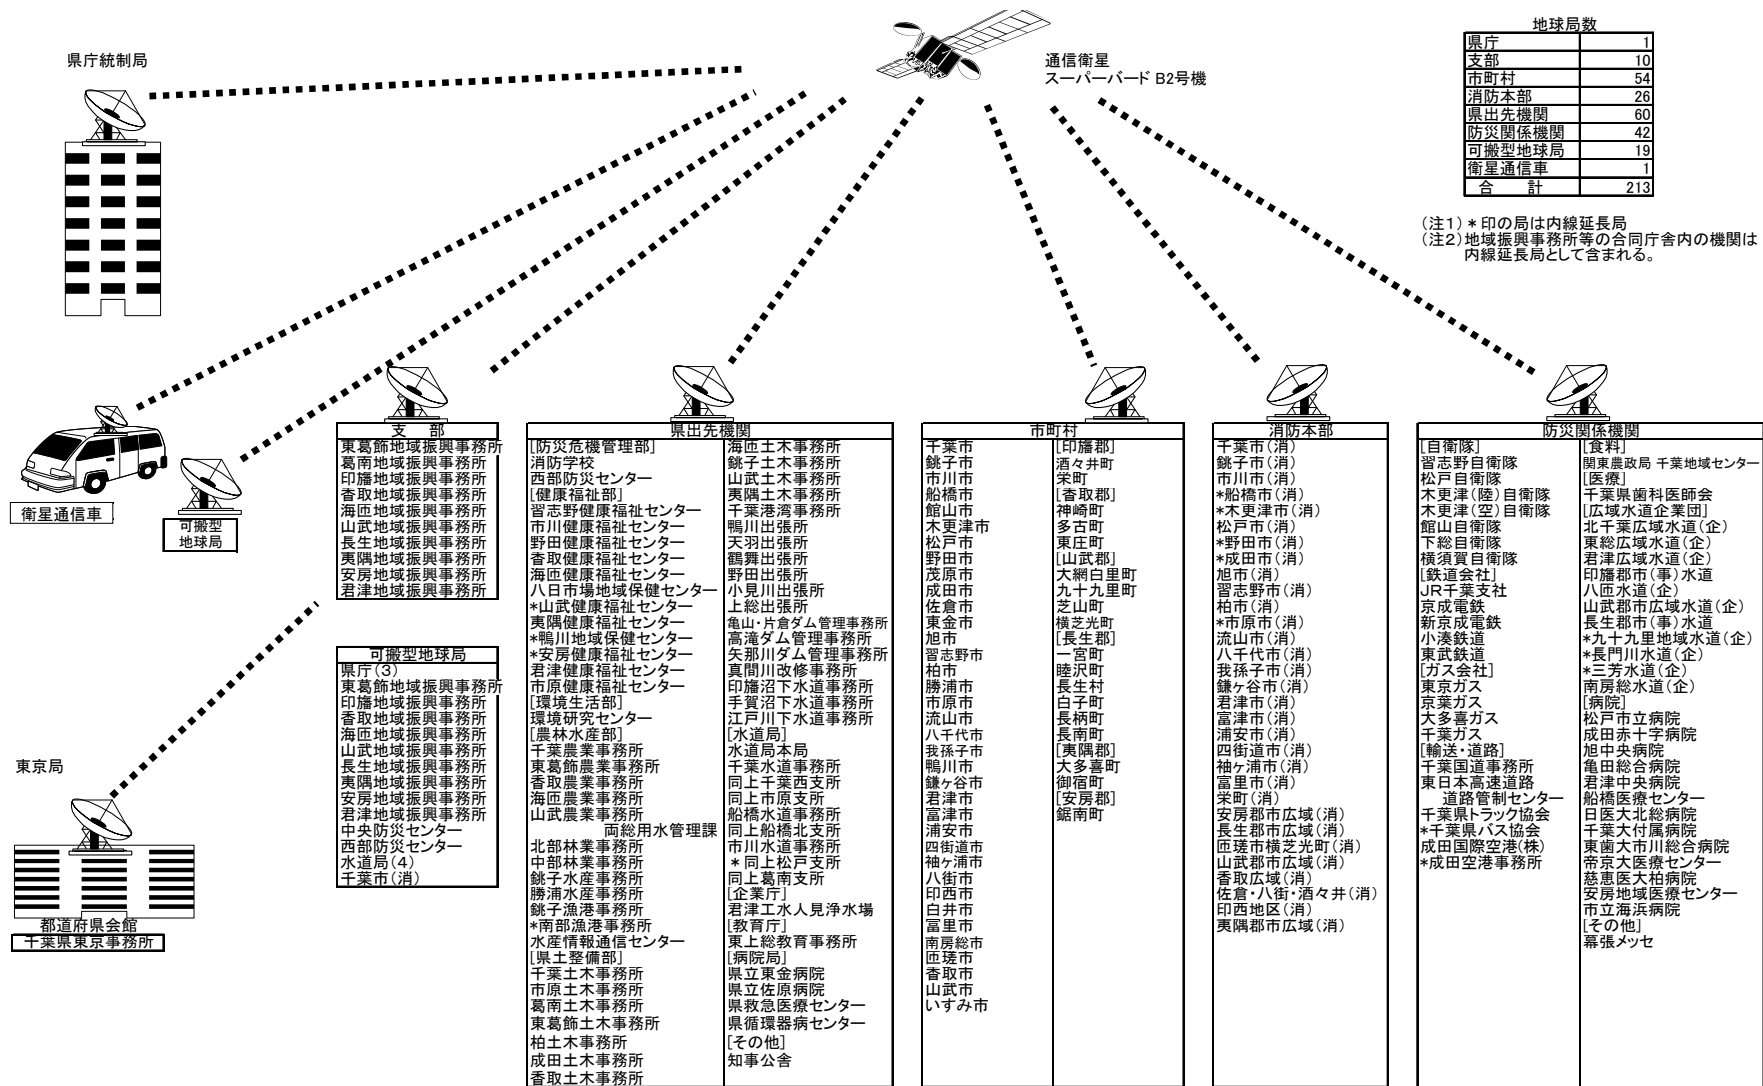 県庁統制局
通信衛星
スーパーバード B2号機
地球局数
県庁 1
支部 10
市町村 54
消防本部 26
県出先機関 60
防災関係機関 42
可搬型地球局 19
衛星通信車 1
合 計 213
(注1)*印の局は内線延長局
(注2)地域振興事務所等の合同庁舎内の機関は
内線延長局として含まれる。
衛星通信車
可搬型
地球局
東京局
都道府県会館
千葉県東京事務所
支 部
東葛飾地域振興事務所
葛南地域振興事務所
印旛地域振興事務所
香取地域振興事務所
海匝地域振興事務所
山武地域振興事務所
長生地域振興事務所
夷隅地域振興事務所
安房地域振興事務所
君津地域振興事務所
可搬型地球局
県庁(3)
東葛飾地域振興事務所
印旛地域振興事務所
香取地域振興事務所
海匝地域振興事務所
山武地域振興事務所
長生地域振興事務所
夷隅地域振興事務所
安房地域振興事務所
君津地域振興事務所
中央防災センター
西部防災センター
水道局(4)
千葉市(消)
県出先機関
[防災危機管理部]
消防学校
西部防災センター
[健康福祉部]
習志野健康福祉センター
市川健康福祉センター
野田健康福祉センター
香取健康福祉センター
海匝健康福祉センター
八日市場地域保健センター
*山武健康福祉センター
夷隅健康福祉センター
*鴨川地域保健センター
*安房健康福祉センター
君津健康福祉センター
市原健康福祉センター
[環境生活部]
環境研究センター
[農林水産部]
千葉農業事務所
東葛飾農業事務所
香取農業事務所
海匝農業事務所
山武農業事務所
両総用水管理課
北部林業事務所
中部林業事務所
銚子水産事務所
勝浦水産事務所
銚子漁港事務所
*南部漁港事務所
水産情報通信センター
[県土整備部]
千葉土木事務所
市原土木事務所
葛南土木事務所
東葛飾土木事務所
柏土木事務所
成田土木事務所
香取土木事務所
海匝土木事務所
銚子土木事務所
山武土木事務所
夷隅土木事務所
千葉港湾事務所
鴨川出張所
天羽出張所
鶴舞出張所
野田出張所
小見川出張所
上総出張所
亀山・片倉ダム管理事務所
高滝ダム管理事務所
矢那川ダム管理事務所
真間川改修事務所
印旛沼下水道事務所
手賀沼下水道事務所
江戸川下水道事務所
[水道局]
水道局本局
千葉水道事務所
同上千葉西支所
同上市原支所
船橋水道事務所
同上船橋北支所
市川水道事務所
*同上松戸支所
同上葛南支所
[企業庁]
君津工水人見浄水場
[教育庁]
東上総教育事務所
[病院局]
県立東金病院
県立佐原病院
県救急医療センター
県循環器病センター
[その他]
知事公舎
市町村
千葉市
銚子市
市川市
船橋市
館山市
木更津市
松戸市
野田市
茂原市
成田市
佐倉市
東金市
旭市
習志野市
柏市
勝浦市
市原市
流山市
八千代市
我孫子市
鴨川市
鎌ヶ谷市
君津市
富津市
浦安市
四街道市
袖ヶ浦市
八街市
印西市
白井市
冨里市
南房総市
匝瑳市
香取市
山武市
いすみ市
[印旛郡]
酒々井町
栄町
[香取郡]
神崎町
多古町
東庄町
[山武郡]
大網白里町
九十九里町
芝山町
横芝光町
[長生郡]
一宮町
睦沢町
長生村
白子町
長柄町
長南町
[夷隅郡]
大多喜町
御宿町
[安房郡]
鋸南町
消防本部
千葉市(消)
銚子市(消)
市川市(消)
*船橋市(消)
*木更津市(消)
松戸市(消)
*野田市(消)
*成田市(消)
旭市(消)
習志野市(消)
柏市(消)
*市原市(消)
流山市(消)
八千代市(消)
我孫子市(消)
鎌ヶ谷市(消)
君津市(消)
富津市(消)
浦安市(消)
四街道市(消)
袖ヶ浦市(消)
富里市(消)
栄町(消)
安房郡市広域(消)
長生郡市広域(消)
匝瑳市横芝光町(消)
山武郡市広域(消)
香取広域(消)
佐倉・八街・酒々井(消)
印西地区(消)
夷隅郡市広域(消)
防災関係機関
[自衛隊]
習志野自衛隊
松戸自衛隊
木更津(陸)自衛隊
木更津(空)自衛隊
館山自衛隊
下総自衛隊
横須賀自衛隊
[鉄道会社]
JR千葉支社
京成電鉄
新京成電鉄
小湊鉄道
東武鉄道
[ガス会社]
東京ガス
京葉ガス
大多喜ガス
千葉ガス
[輸送・道路]
千葉国道事務所
東日本高速道路
道路管制センター
千葉県トラック協会
*千葉県バス協会
成田国際空港(株)
*成田空港事務所
[食料]
関東農政局 千葉地域センター
[医療]
千葉県歯科医師会
[広域水道企業団]
北千葉広域水道(企)
東総広域水道(企)
君津広域水道(企)
印旛郡市(事)水道
八匝水道(企)
山武郡市広域水道(企)
長生郡市(事)水道
*九十九里地域水道(企)
*長門川水道(企)
*三芳水道(企)
南房総水道(企)
[病院]
松戸市立病院
成田赤十字病院
旭中央病院
亀田総合病院
君津中央病院
船橋医療センター
日医大北総病院
千葉大付属病院
東歯大市川総合病院
帝京大医療センター
慈恵医大柏病院
安房地域医療センター
市立海浜病院
[その他]
幕張メッセ